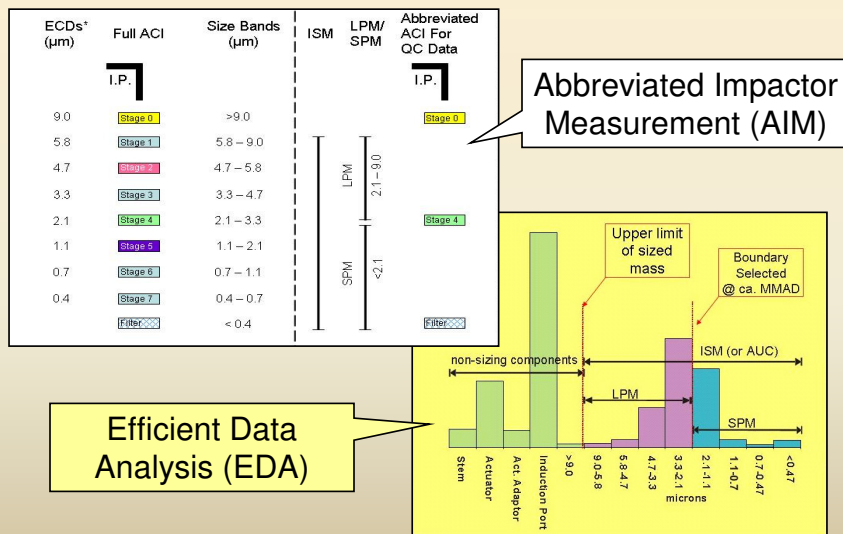 ECDs*
(µm)
Full ACI
Size Bands
(µm)
ISM
LPM/
SPM
Abbreviated
ACI For
QC Data
I.P.
I.P.
9.0
Stage 0
>9.0
Stage 0
5.8
Stage 1
5.8 – 9.0
4.7
Stage 2
4.7 – 5.8
3.3
Stage 3
3.3 – 4.7
2.1
Stage 4
2.1 – 3.3
Stage 4
1.1
Stage 5
1.1 – 2.1
0.7
Stage 6
0.7 – 1.1
0.4
Stage 7
0.4 – 0.7
Filter
< 0.4
Filter
LPM
2.1 – 9.0
SPM
<2.1
Abbreviated Impactor
Measurement (AIM)
Upper limit
of sized
mass
Boundary
Selected
@ ca. MMAD
non-sizing components
ISM (or AUC)
LPM
SPM
Stem
Actuator
Act. Adaptor
Induction Port
>9.0
9.0-5.8
5.8-4.7
4.7-3.3
3.3-2.1
2.1-1.1
1.1-0.7
0.7-0.47
<0.47
microns
Efficient Data
Analysis (EDA)